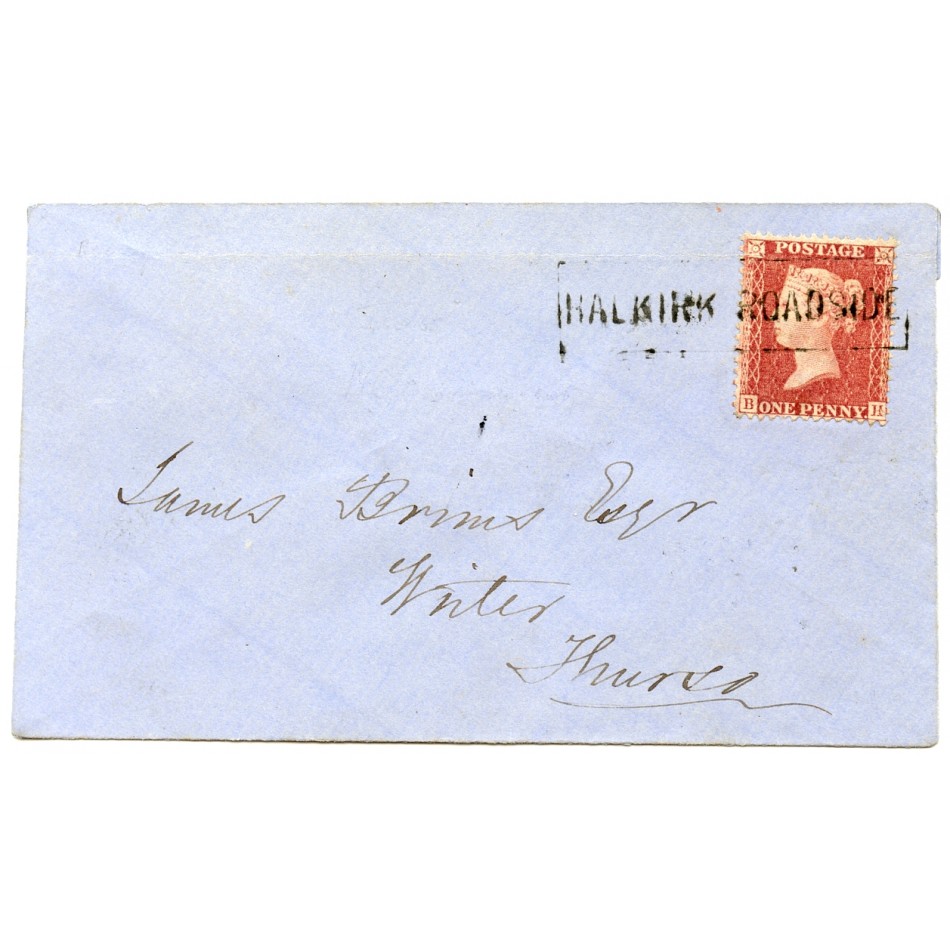 POSTAGE
HALKIRK ROADSIDE
B ONE PENNY K
James Brims Esqr
Writer
Thurso